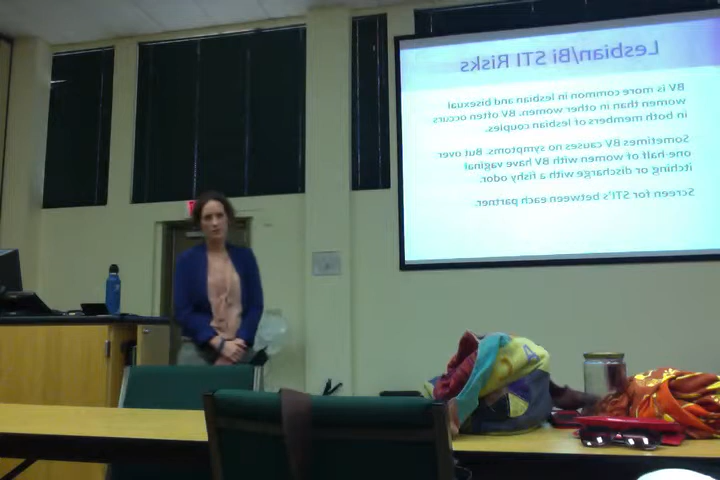 Lesbian/Bi STI Risks
BV is more common in lesbian and bisexual
women than in other women. BV often occurs
in both members of lesbian couples.
Sometimes BV causes no symptoms. But over
one-half of women with BV have vaginal
itching or discharge with a fishy odor.
Screen for STI's between each partner.